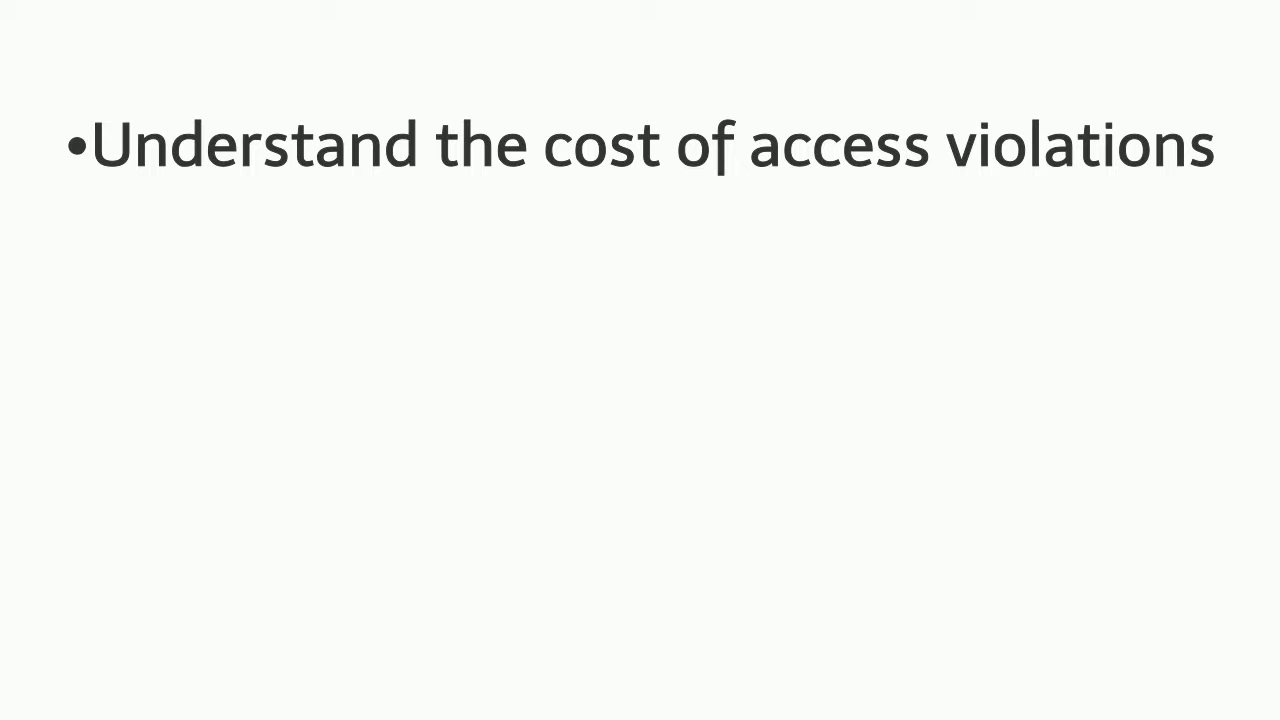 •Understand the cost of access violations